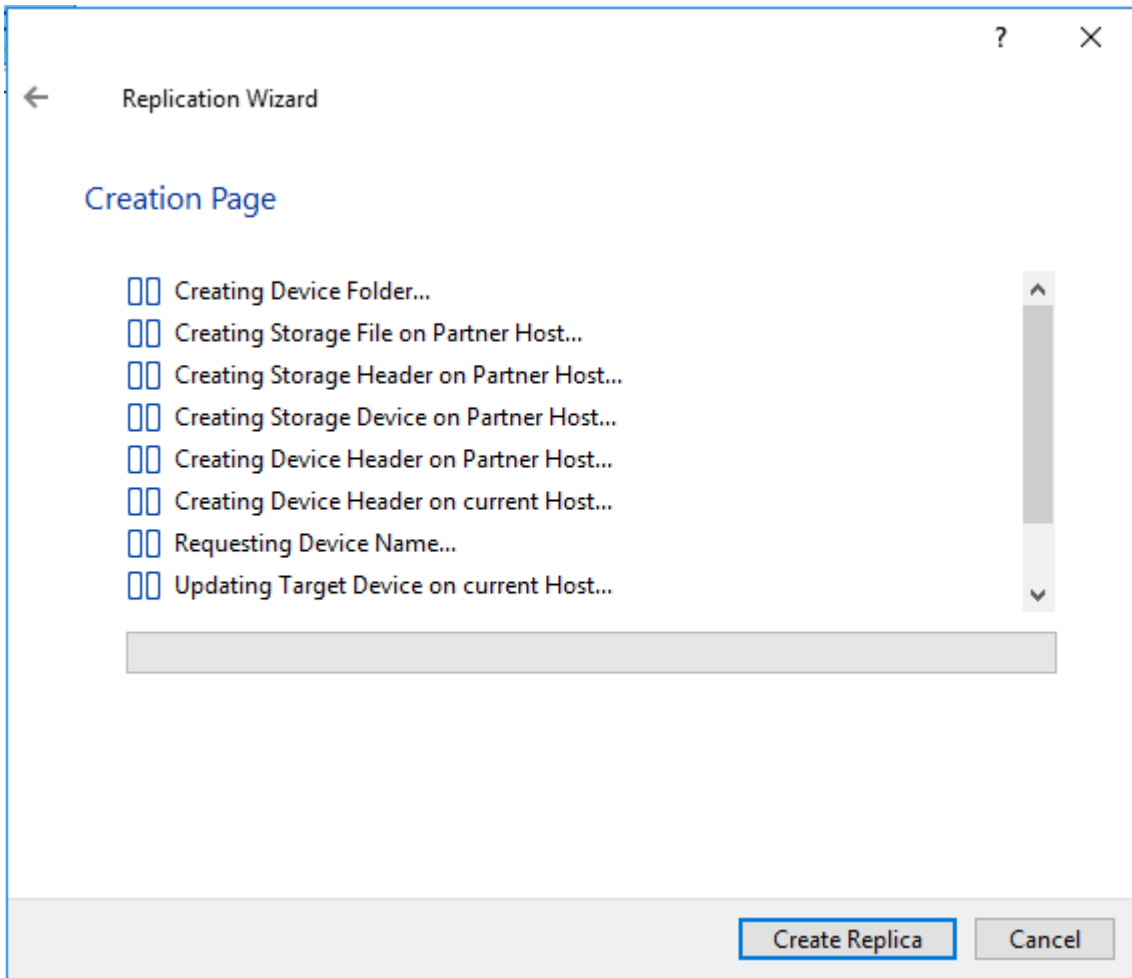 ?
Replication Wizard
Creation Page
Creating Device Folder...
Creating Storage File on Partner Host...
Creating Storage Header on Partner Host...
Creating Storage Device on Partner Host...
Creating Device Header on Partner Host...
Creating Device Header on current Host...
Requesting Device Name...
Updating Target Device on current Host...
Create Replica
Cancel